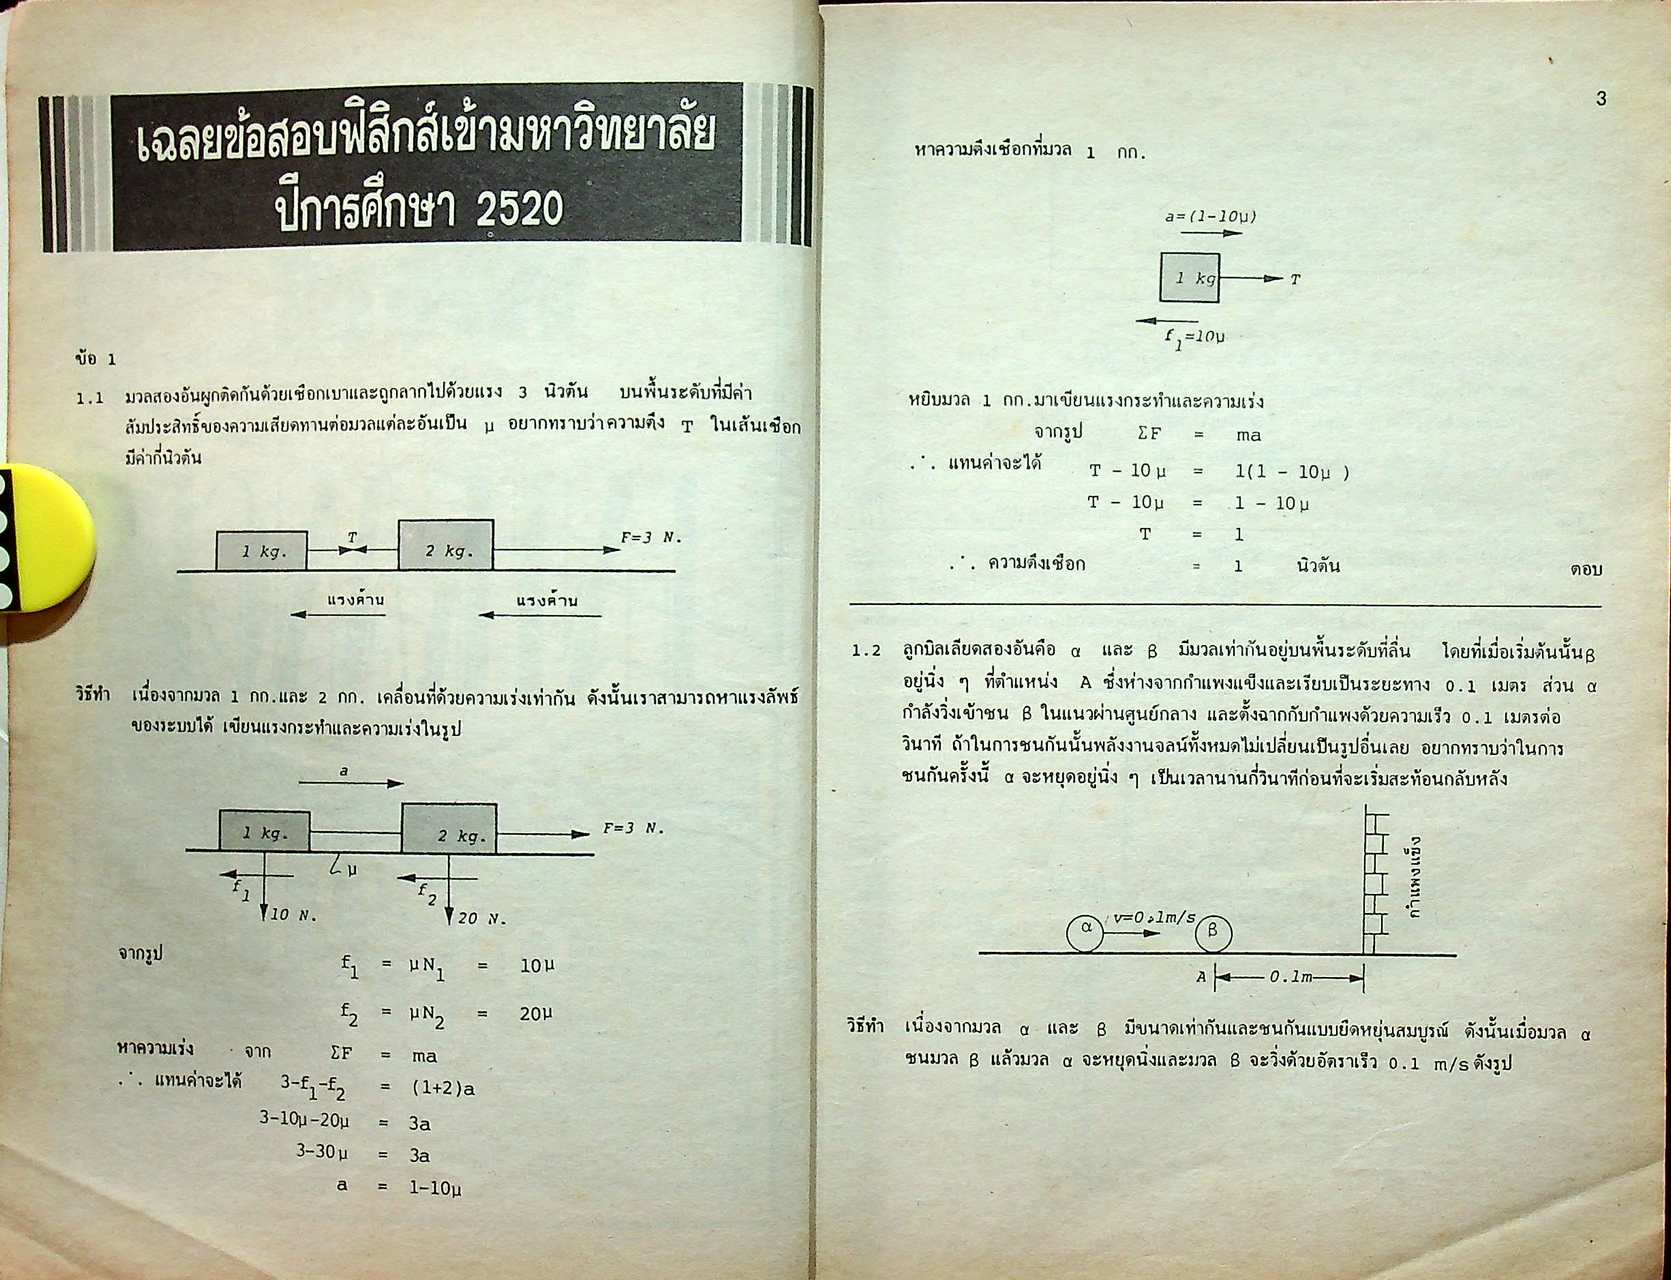 เฉลยข้อสอบฟิสิกส์เข้ามหาวิทยาลัย
ปีการศึกษา 2520
ข้อ 1
1.1 มวลสองอันผูกติดกันด้วยเชือกเบาและถูกลากไปด้วยแรง 3 นิวตัน บนพื้นระดับที่มีค่า
สัมประสิทธิ์ของความเสียดทานต่อมวลแต่ละอันเป็น μ อยากทราบว่าความตึง T ในเส้นเชือก
มีค่ากี่นิวตัน
1 kg. T 2 kg. F=3 N.
แรงต้าน แรงต้าน
วิธีทำ เนื่องจากมวล 1 กก.และ 2 กก. เคลื่อนที่ด้วยความเร่งเท่ากัน ดังนั้นเราสามารถหาแรงลัพธ์
ของระบบได้ เขียนแรงกระทำและความเร่งในรูป
a
1 kg. 2 kg. F=3 N.
μ
f1 f2
10 N. 20 N.
จากรูป f1 = μN1 = 10μ
f2 = μN2 = 20μ
หาความเร่ง จาก ΣF = ma
∴ แทนค่าจะได้ 3-f1-f2 = (1+2)a
3-10μ-20μ = 3a
3-30μ = 3a
a = 1-10μ
3
หาความตึงเชือกที่มวล 1 กก.
a=(1-10μ)
1 kg T
f1=10μ
หยิบมวล 1 กก.มาเขียนแรงกระทำและความเร่ง
จากรูป ΣF = ma
∴ แทนค่าจะได้ T - 10μ = 1(1 - 10μ )
T - 10μ = 1 - 10μ
T = 1
∴ ความตึงเชือก = 1 นิวตัน ตอบ
1.2 ลูกบิลเลียดสองอันคือ α และ β มีมวลเท่ากันอยู่บนพื้นระดับที่ลื่น โดยที่เมื่อเริ่มต้นนั้นβ
อยู่นิ่ง ๆ ที่ตำแหน่ง A ซึ่งห่างจากกำแพงแข็งและเรียบเป็นระยะทาง 0.1 เมตร ส่วน α
กำลังวิ่งเข้าชน β ในแนวผ่านศูนย์กลาง และตั้งฉากกับกำแพงด้วยความเร็ว 0.1 เมตรต่อ
วินาที ถ้าในการชนกันนั้นพลังงานจลน์ทั้งหมดไม่เปลี่ยนเป็นรูปอื่นเลย อยากทราบว่าในการ
ชนกันครั้งนี้ α จะหยุดอยู่นิ่ง ๆ เป็นเวลานานกี่วินาทีก่อนที่จะเริ่มสะท้อนกลับหลัง
กำแพงแข็ง
α v=0.1m/s β
A 0.1m
วิธีทำ เนื่องจากมวล α และ β มีขนาดเท่ากันและชนกันแบบยืดหยุ่นสมบูรณ์ ดังนั้นเมื่อมวล α
ชนมวล β แล้วมวล α จะหยุดนิ่งและมวล β จะวิ่งด้วยอัตราเร็ว 0.1 m/s ดังรูป